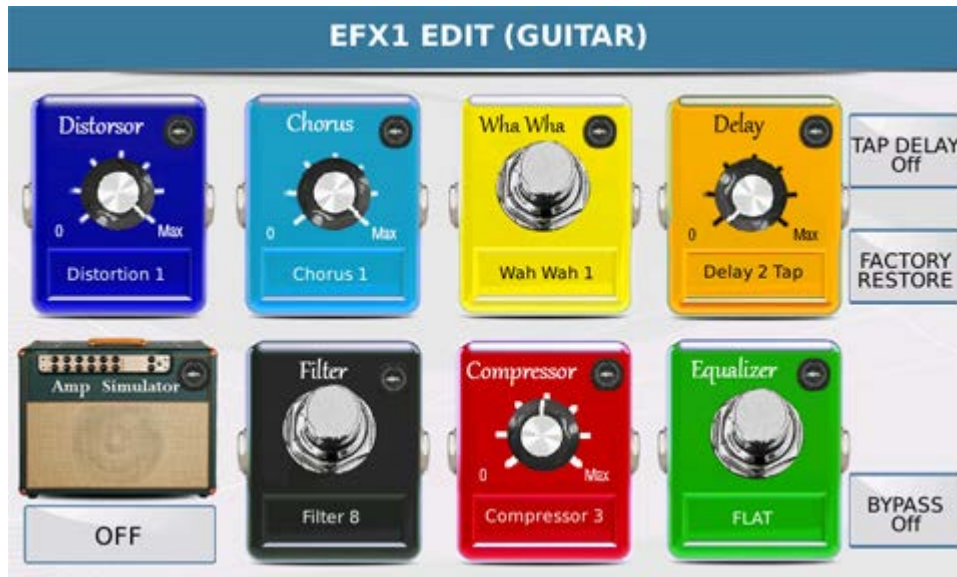 EFX1 EDIT (GUITAR)
Distorsor
0 Max
Distortion 1
Chorus
0 Max
Chorus 1
Wha Wha
Wah Wah 1
Delay
0 Max
Delay 2 Tap
TAP DELAY
Off
FACTORY
RESTORE
Amp Simulator
OFF
Filter
Filter 8
Compressor
0 Max
Compressor 3
Equalizer
FLAT
BYPASS
Off